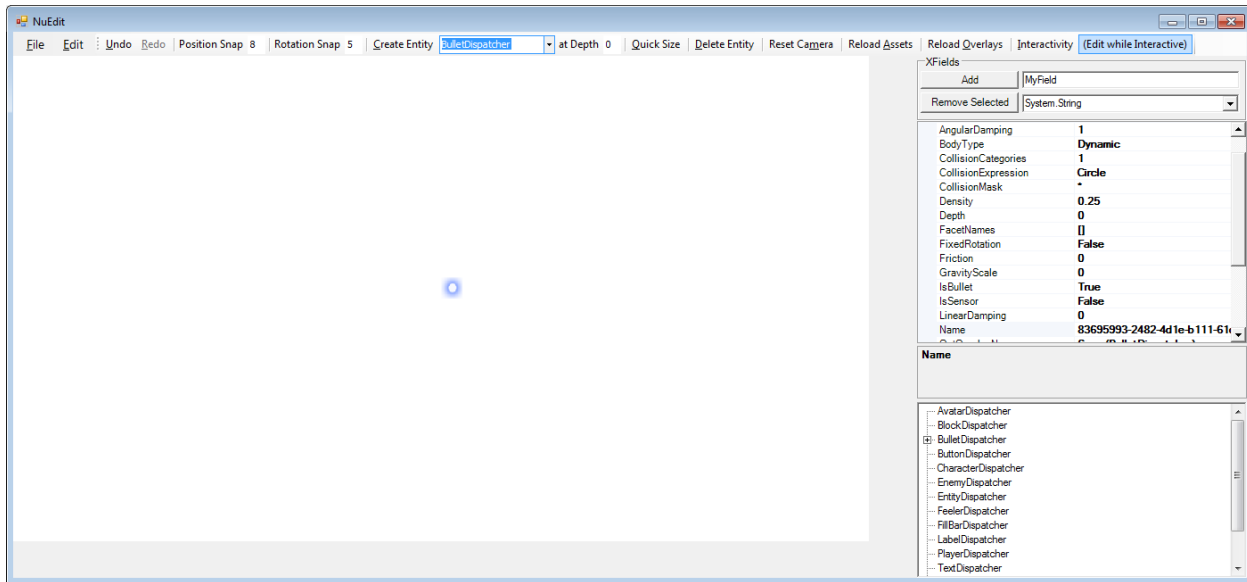 NuEdit
File Edit Undo Redo Position Snap 8 Rotation Snap 5 Create Entity BulletDispatcher at Depth 0 Quick Size Delete Entity Reset Camera Reload Assets Reload Overlays Interactivity (Edit while Interactive)
XFields
Add MyField
Remove Selected System.String
AngularDamping 1
BodyType Dynamic
CollisionCategories 1
CollisionExpression Circle
CollisionMask *
Density 0.25
Depth 0
FacetNames []
FixedRotation False
Friction 0
GravityScale 0
IsBullet True
IsSensor False
LinearDamping 0
Name 83695993-2482-4d1e-b111-61
Name
AvatarDispatcher
BlockDispatcher
BulletDispatcher
ButtonDispatcher
CharacterDispatcher
EnemyDispatcher
EntityDispatcher
FeelerDispatcher
FillBarDispatcher
LabelDispatcher
PlayerDispatcher
TextDispatcher